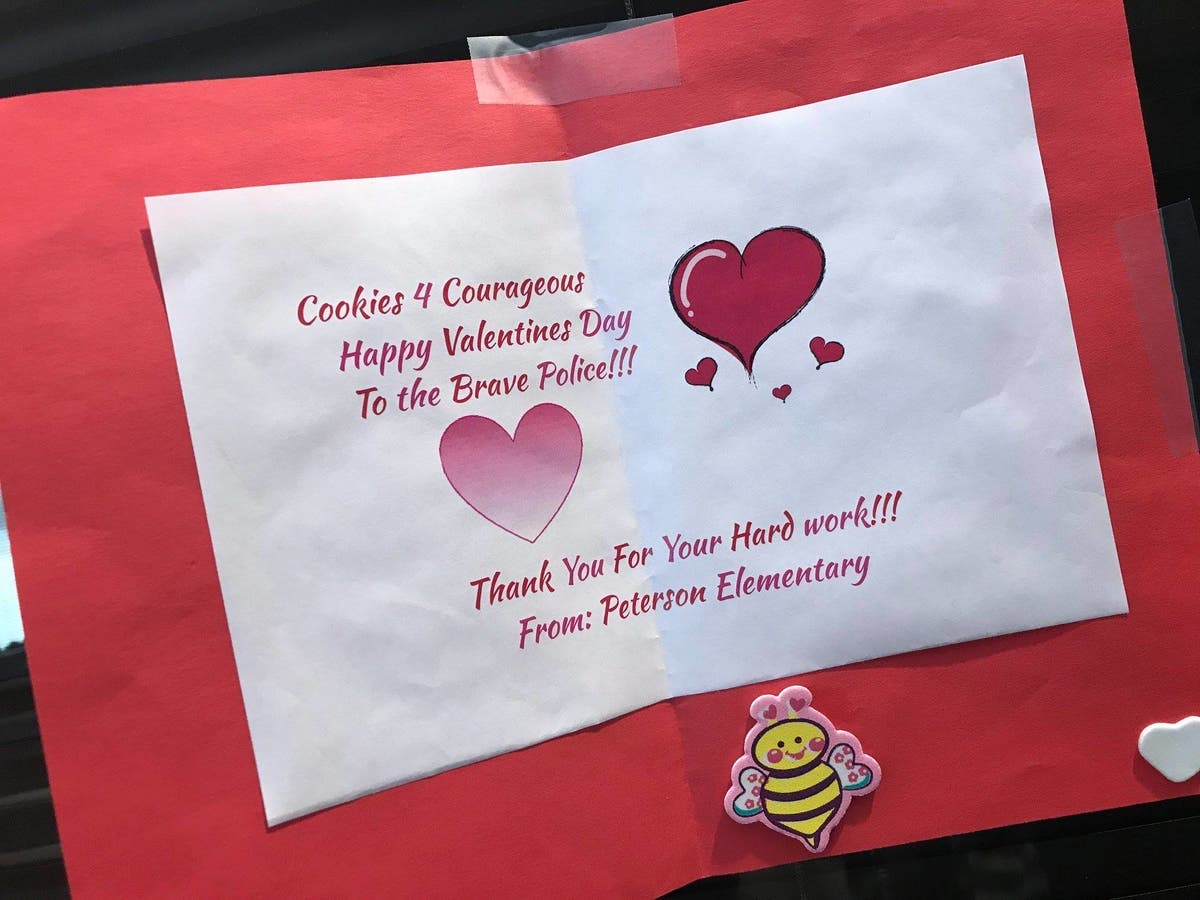 Cookies 4 Courageous
Happy Valentines Day
To the Brave Police!!!
Thank You For Your Hard work!!!
From: Peterson Elementary